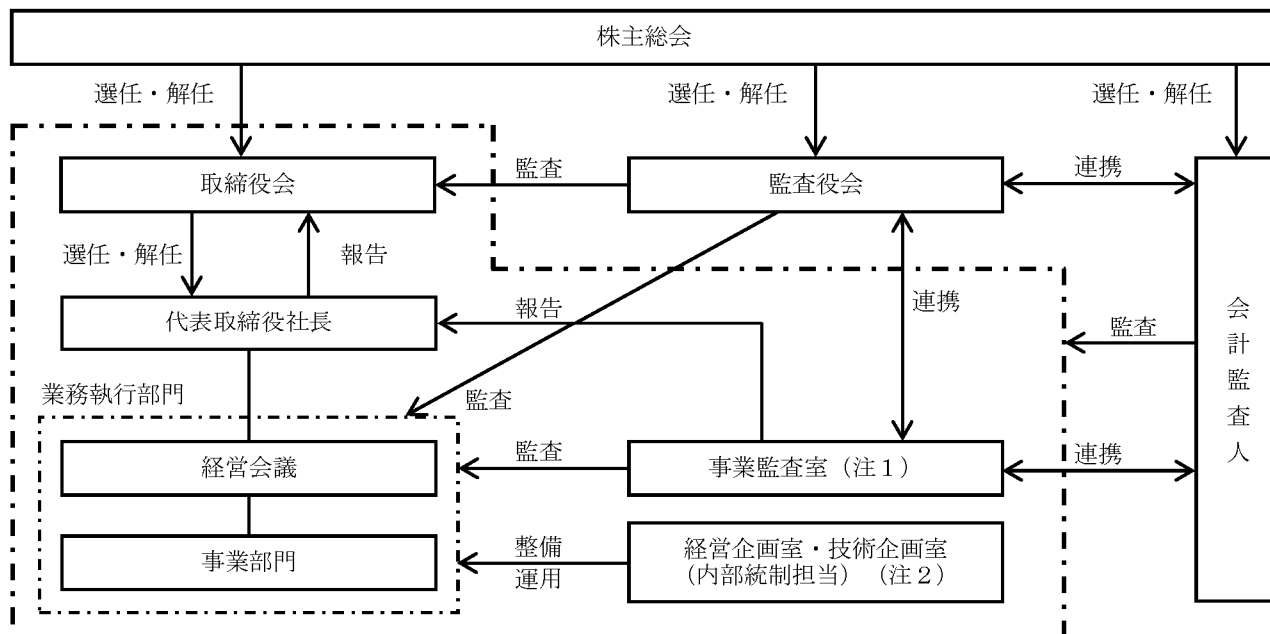 株主総会
選任・解任
選任・解任
選任・解任
取締役会
監査
監査役会
連携
選任・解任
報告
連携
代表取締役社長
報告
監査
会計監査人
業務執行部門
監査
経営会議
監査
事業監査室（注１）
連携
事業部門
整備
運用
経営企画室・技術企画室
（内部統制担当）（注２）